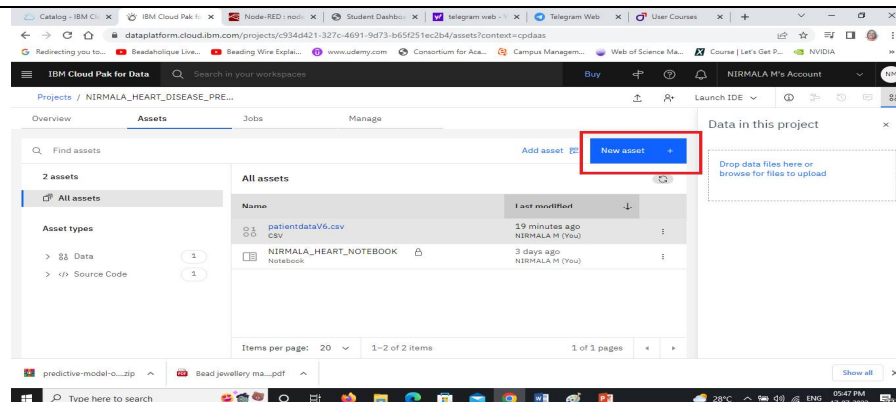 Catalog - IBM Clo
IBM Cloud Pak fo
Node-RED : node
Student Dashbo
telegram web - Y
Telegram Web
User Courses
dataplatform.cloud.ibm.com/projects/c934d421-327c-4691-9d73-b65f251ec2b4/assets?context=cpdaas
Redirecting you to...
Beadaholique Live...
Beading Wire Explai...
www.udemy.com
Consortium for Aca...
Campus Managem...
Web of Science Ma...
Course | Let's Get P...
NVIDIA
IBM Cloud Pak for Data
Search in your workspaces
Buy
NIRMALA M's Account
NM
Projects / NIRMALA_HEART_DISEASE_PRE...
Launch IDE
Overview
Assets
Jobs
Manage
Data in this project
Find assets
Add asset
New asset +
Drop data files here or
browse for files to upload
2 assets
All assets
All assets
Name
Last modified
Asset types
patientdataV6.csv
CSV
19 minutes ago
NIRMALA M (You)
Data 1
NIRMALA_HEART_NOTEBOOK
Notebook
3 days ago
NIRMALA M (You)
Source Code 1
Items per page: 20
1–2 of 2 items
1 of 1 pages
predictive-model-o....zip
Bead jewellery ma....pdf
Show all
Type here to search
28°C
ENG
05:47 PM